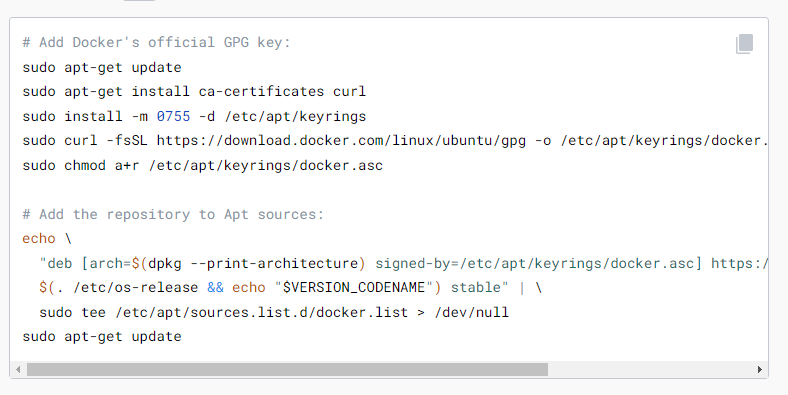 # Add Docker's official GPG key:
sudo apt-get update
sudo apt-get install ca-certificates curl
sudo install -m 0755 -d /etc/apt/keyrings
sudo curl -fsSL https://download.docker.com/linux/ubuntu/gpg -o /etc/apt/keyrings/docker.
sudo chmod a+r /etc/apt/keyrings/docker.asc

# Add the repository to Apt sources:
echo \
  "deb [arch=$(dpkg --print-architecture) signed-by=/etc/apt/keyrings/docker.asc] https:/
  $(. /etc/os-release && echo "$VERSION_CODENAME") stable" | \
  sudo tee /etc/apt/sources.list.d/docker.list > /dev/null
sudo apt-get update